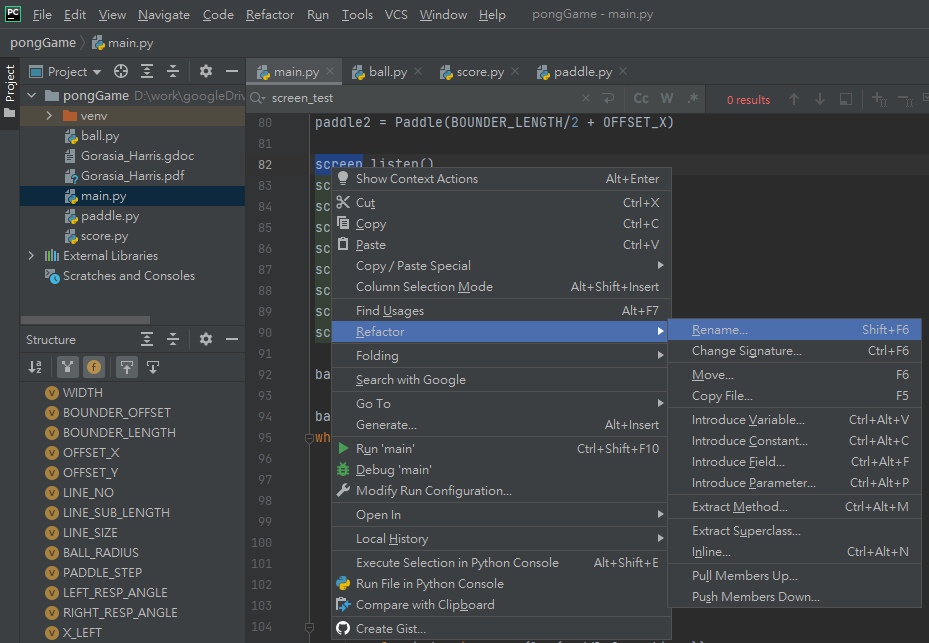 PC File Edit View Navigate Code Refactor Run Tools VCS Window Help pongGame - main.py
pongGame main.py
Project
Project
main.py ball.py score.py paddle.py
pongGame D:\work\googleDriv
venv
ball.py
Gorasia_Harris.gdoc
Gorasia_Harris.pdf
main.py
paddle.py
score.py
External Libraries
Scratches and Consoles
Structure
WIDTH
BOUNDER_OFFSET
BOUNDER_LENGTH
OFFSET_X
OFFSET_Y
LINE_NO
LINE_SUB_LENGTH
LINE_SIZE
BALL_RADIUS
PADDLE_STEP
LEFT_RESP_ANGLE
RIGHT_RESP_ANGLE
X_LEFT
screen_test Cc W .* 0 results
80 paddle2 = Paddle(BOUNDER_LENGTH/2 + OFFSET_X)
81
82 screen.listen()
83 sc
84 sc
85 sc
86 sc
87 sc
88 sc
89 sc
90 sc
91
92 ba
93
94 ba
95 wh
96
97
98
99
100
101
102
103
104
Show Context Actions Alt+Enter
Cut Ctrl+X
Copy Ctrl+C
Paste Ctrl+V
Copy / Paste Special
Column Selection Mode Alt+Shift+Insert
Find Usages Alt+F7
Refactor
Folding
Search with Google
Go To
Generate... Alt+Insert
Run 'main' Ctrl+Shift+F10
Debug 'main'
Modify Run Configuration...
Open In
Local History
Execute Selection in Python Console Alt+Shift+E
Run File in Python Console
Compare with Clipboard
Create Gist...
Rename... Shift+F6
Change Signature... Ctrl+F6
Move... F6
Copy File... F5
Introduce Variable... Ctrl+Alt+V
Introduce Constant... Ctrl+Alt+C
Introduce Field... Ctrl+Alt+F
Introduce Parameter... Ctrl+Alt+P
Extract Method... Ctrl+Alt+M
Extract Superclass...
Inline... Ctrl+Alt+N
Pull Members Up...
Push Members Down...